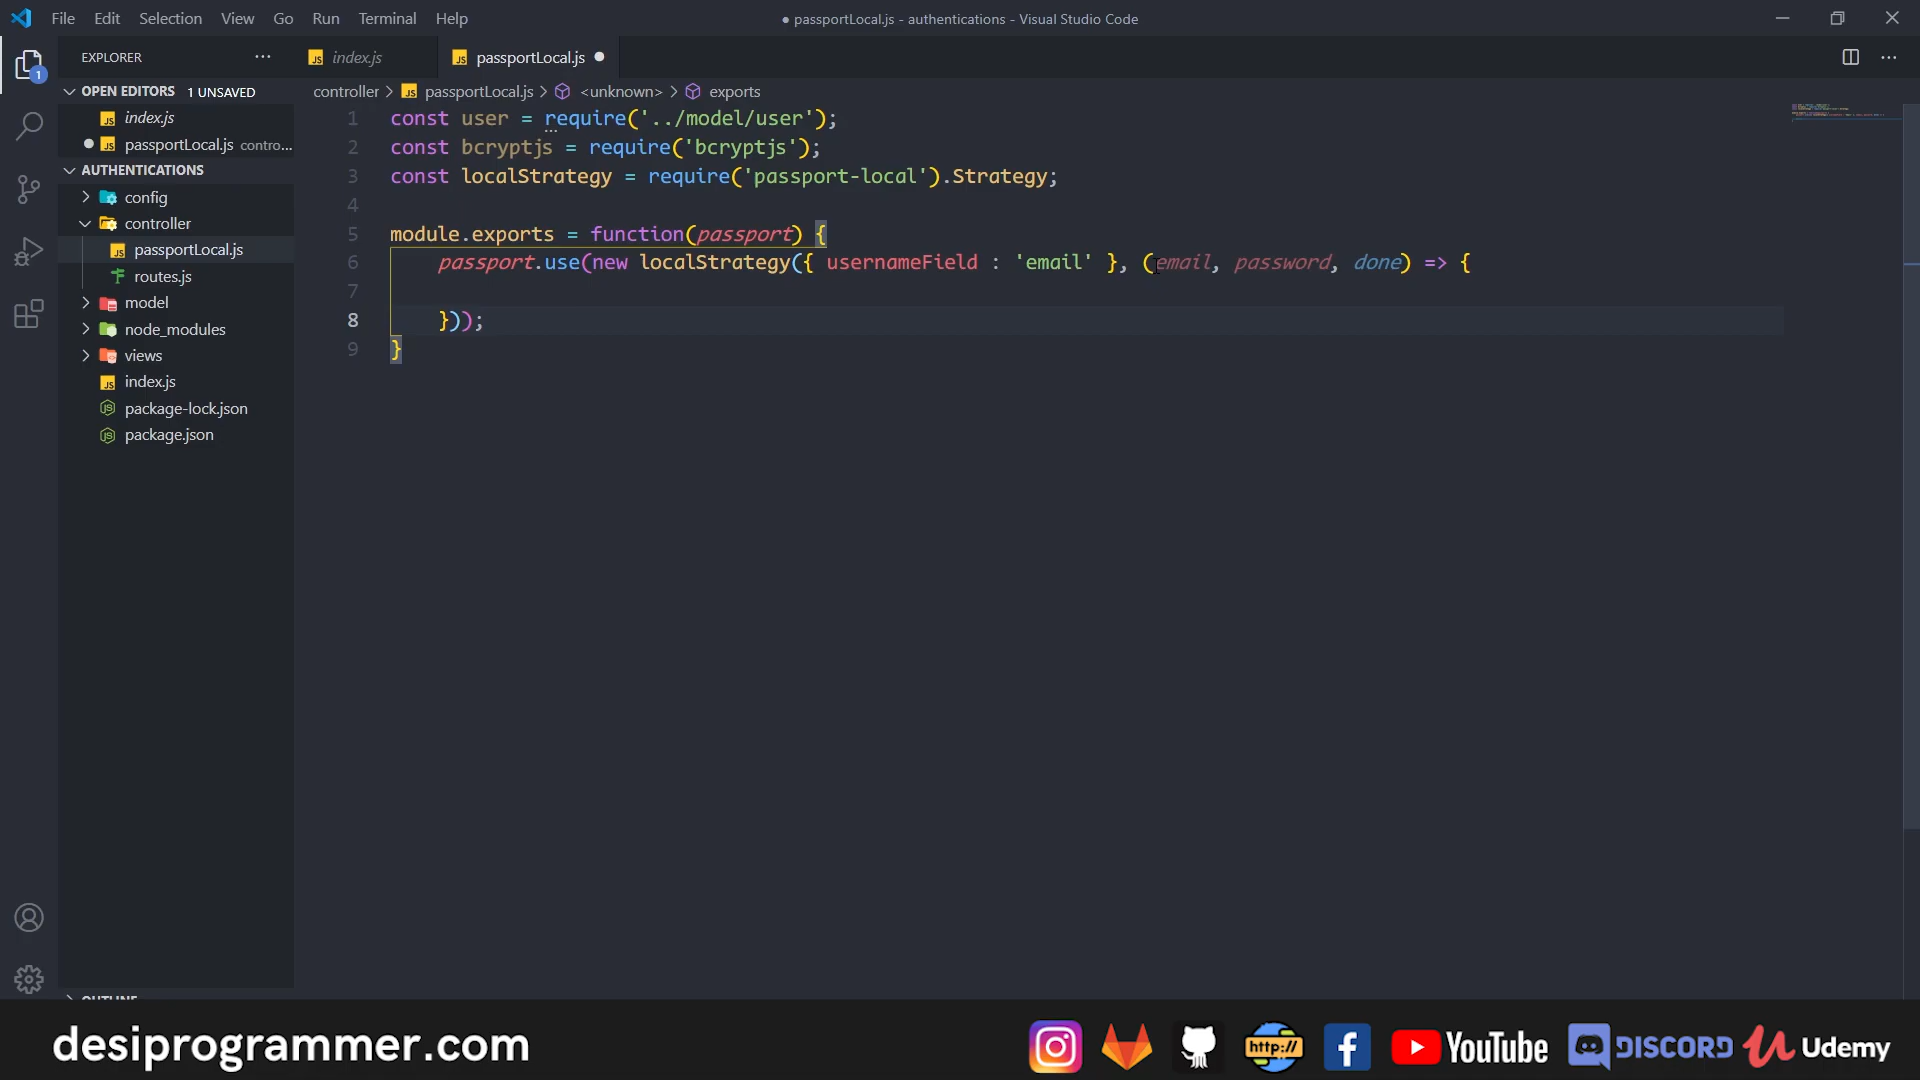 File Edit Selection View Go Run Terminal Help
● passportLocal.js - authentications - Visual Studio Code
EXPLORER
index.js
passportLocal.js
OPEN EDITORS 1 UNSAVED
index.js
passportLocal.js contro...
AUTHENTICATIONS
config
controller
passportLocal.js
routes.js
model
node_modules
views
index.js
package-lock.json
package.json
OUTLINE
1
controller > passportLocal.js > <unknown> > exports
1 const user = require('../model/user');
2 const bcryptjs = require('bcryptjs');
3 const localStrategy = require('passport-local').Strategy;
4
5 module.exports = function(passport) {
6 passport.use(new localStrategy({ usernameField : 'email' }, (email, password, done) => {
7
8 }));
9 }
desiprogrammer.com
http://
YouTube
DISCORD
Udemy